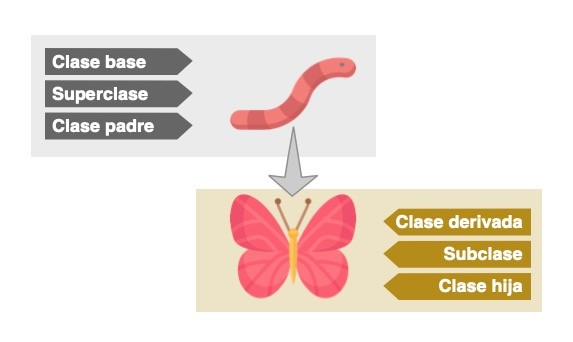 Clase base
Superclase
Clase padre
Clase derivada
Subclase
Clase hija